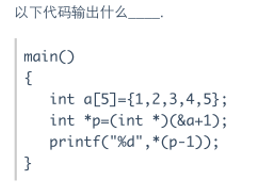 以下代码输出什么____.
main()
{
int a[5]={1,2,3,4,5};
int *p=(int *)(&a+1);
printf("%d",*(p-1));
}